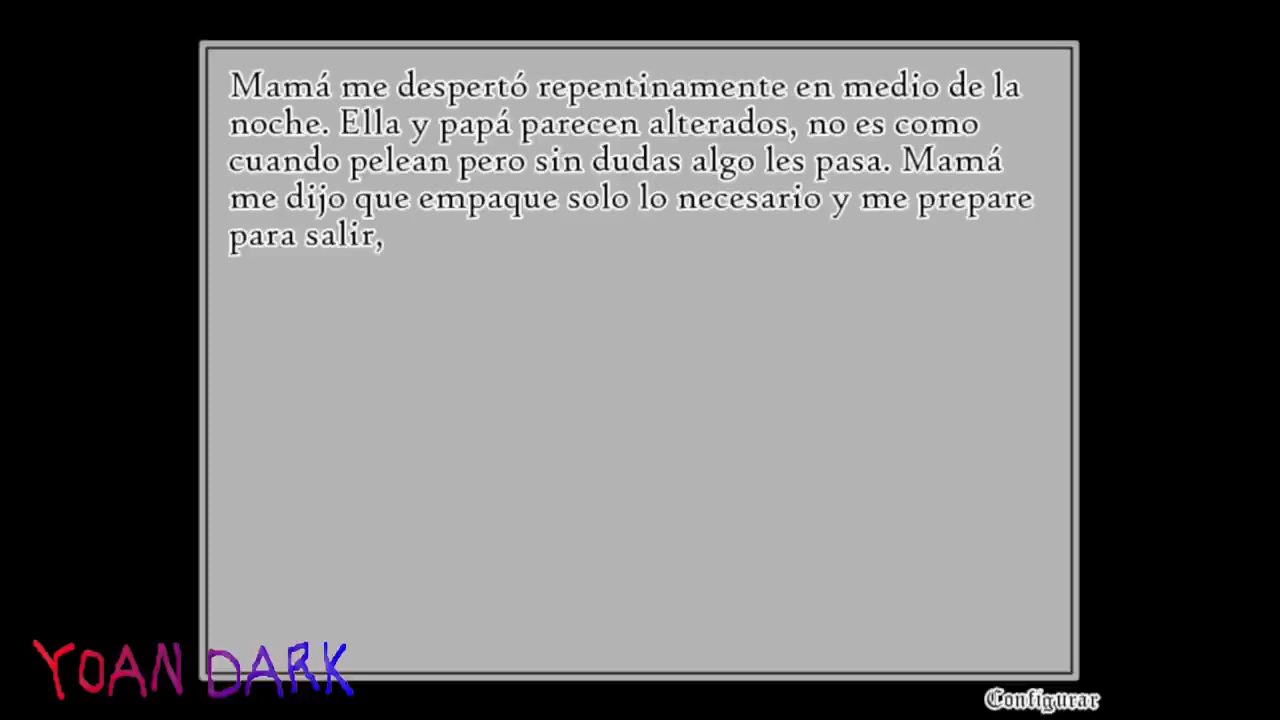 Mamá me despertó repentinamente en medio de la
noche. Ella y papá parecen alterados, no es como
cuando pelean pero sin dudas algo les pasa. Mamá
me dijo que empaque solo lo necesario y me prepare
para salir,
YOAN DARK
Configurar